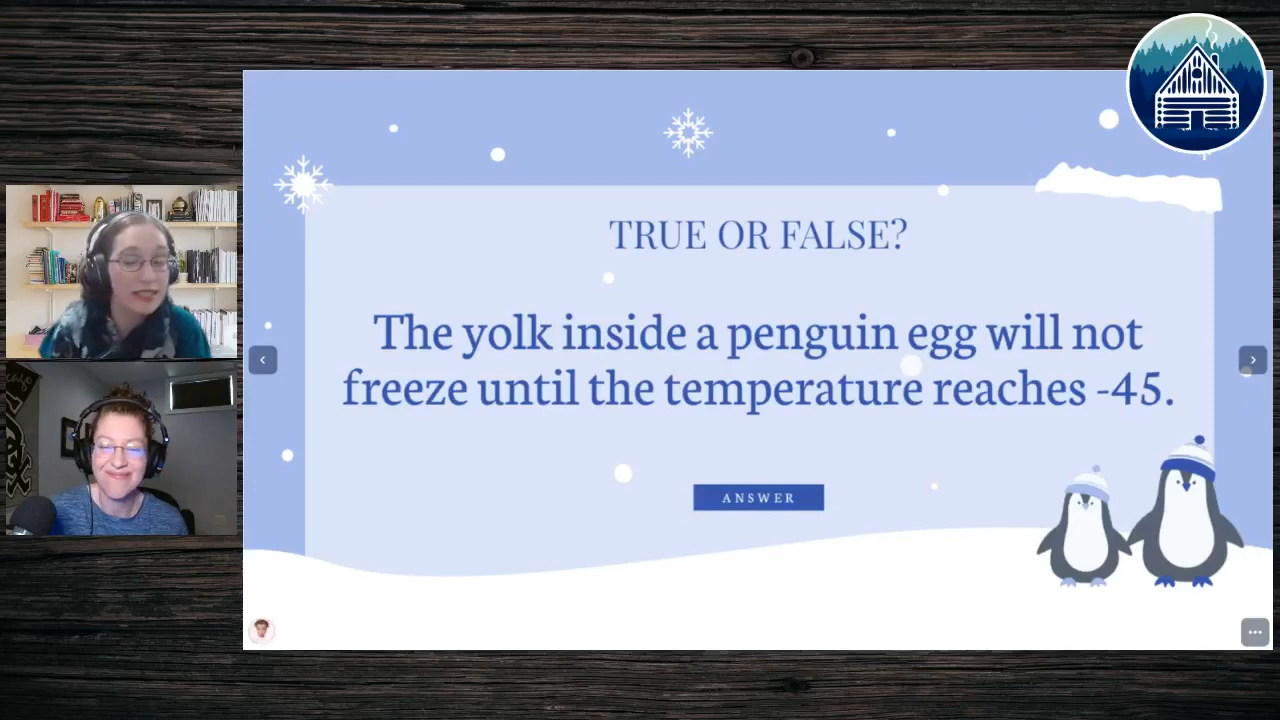 TRUE OR FALSE?
The yolk inside a penguin egg will not
freeze until the temperature reaches -45.
ANSWER